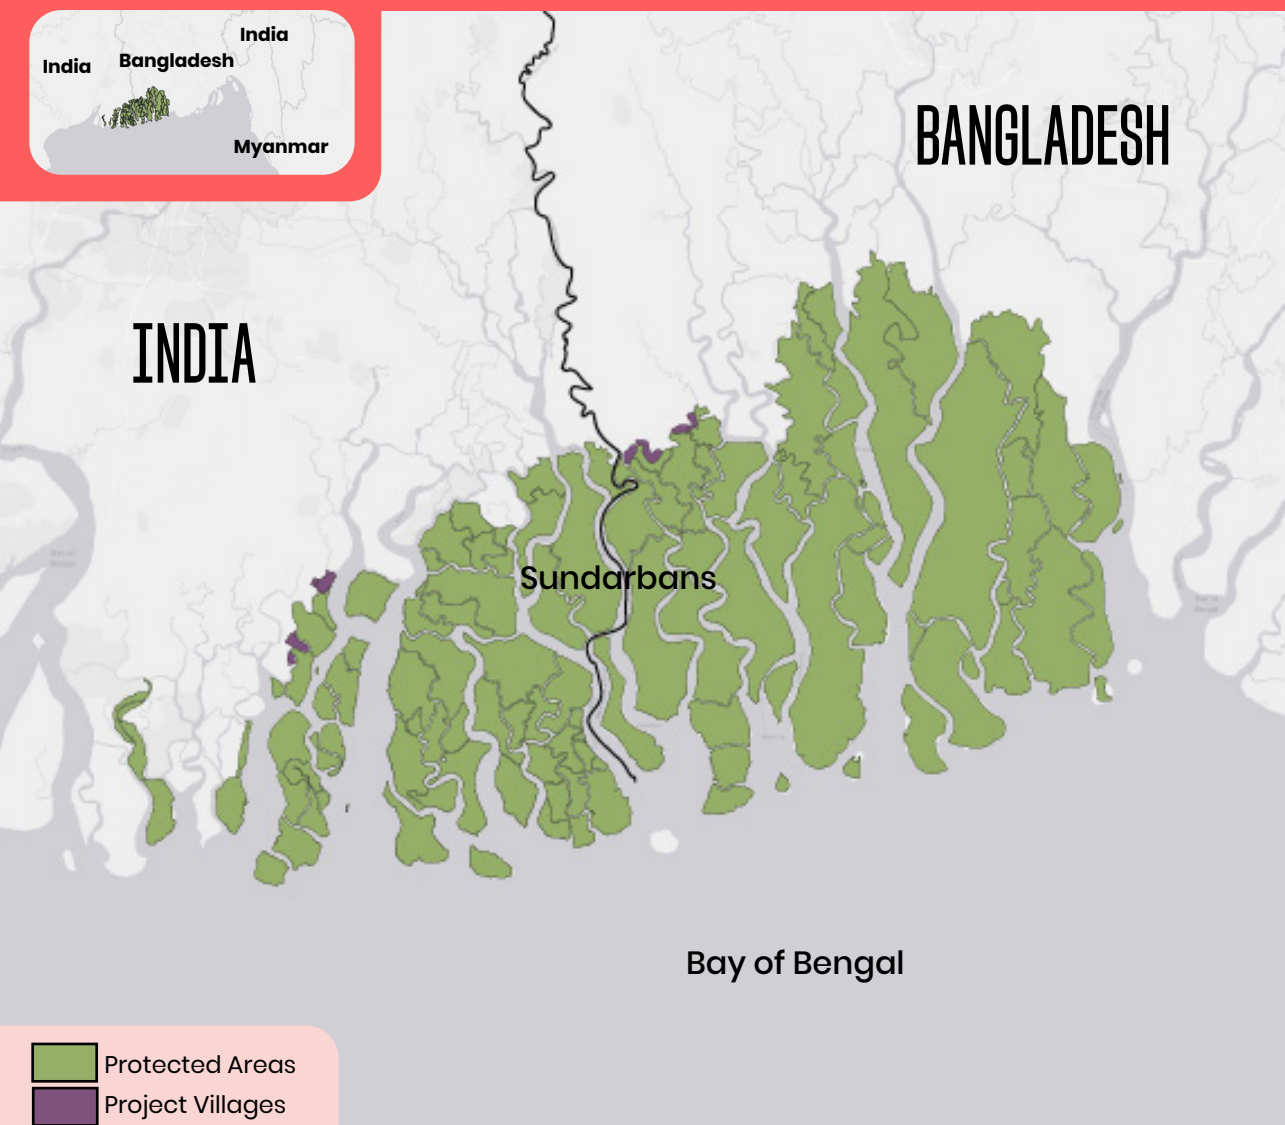 India
India
Bangladesh
Myanmar
BANGLADESH
INDIA
Sundarbans
Bay of Bengal
Protected Areas
Project Villages